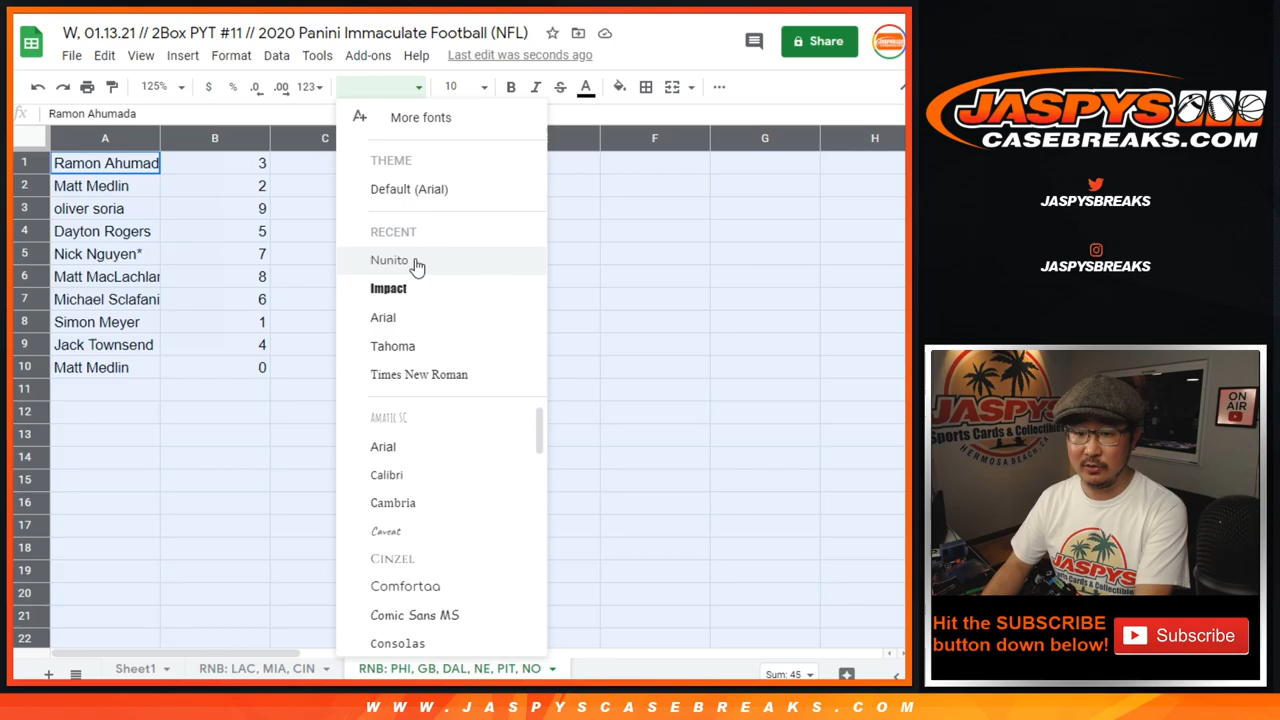 W, 01.13.21 // 2Box PYT #11 // 2020 Panini Immaculate Football (NFL)
File Edit View Insert Format Data Tools Add-ons Help Last edit was seconds ago
Share
125% $ % .0 .00 123 10 B I S A
fx Ramon Ahumada
A B C F G H
1 Ramon Ahumad 3
2 Matt Medlin 2
3 oliver soria 9
4 Dayton Rogers 5
5 Nick Nguyen* 7
6 Matt MacLachlan 8
7 Michael Sclafani 6
8 Simon Meyer 1
9 Jack Townsend 4
10 Matt Medlin 0
11
12
13
14
15
16
17
18
19
20
21
22
More fonts
THEME
Default (Arial)
RECENT
Nunito
Impact
Arial
Tahoma
Times New Roman
AMATIC SC
Arial
Calibri
Cambria
Caveat
CINZEL
Comfortaa
Comic Sans MS
Consolas
Sheet1 RNB: LAC, MIA, CIN RNB: PHI, GB, DAL, NE, PIT, NO Sum: 45
JASPYS
CASEBREAKS.COM
JASPYSBREAKS
JASPYSBREAKS
JASPYS
Sports Cards & Collectibles
HERMOSA BEACH, CA
ON AIR
JASPYS
Hit the SUBSCRIBE
button down below!
Subscribe
WWW.JASPYSCASEBREAKS.COM